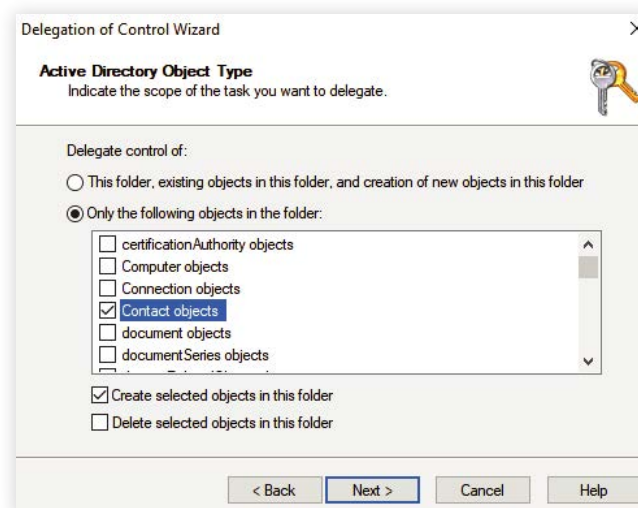 Delegation of Control Wizard
Active Directory Object Type
Indicate the scope of the task you want to delegate.
Delegate control of:
This folder, existing objects in this folder, and creation of new objects in this folder
Only the following objects in the folder:
certificationAuthority objects
Computer objects
Connection objects
Contact objects
document objects
documentSeries objects
Create selected objects in this folder
Delete selected objects in this folder
< Back Next > Cancel Help